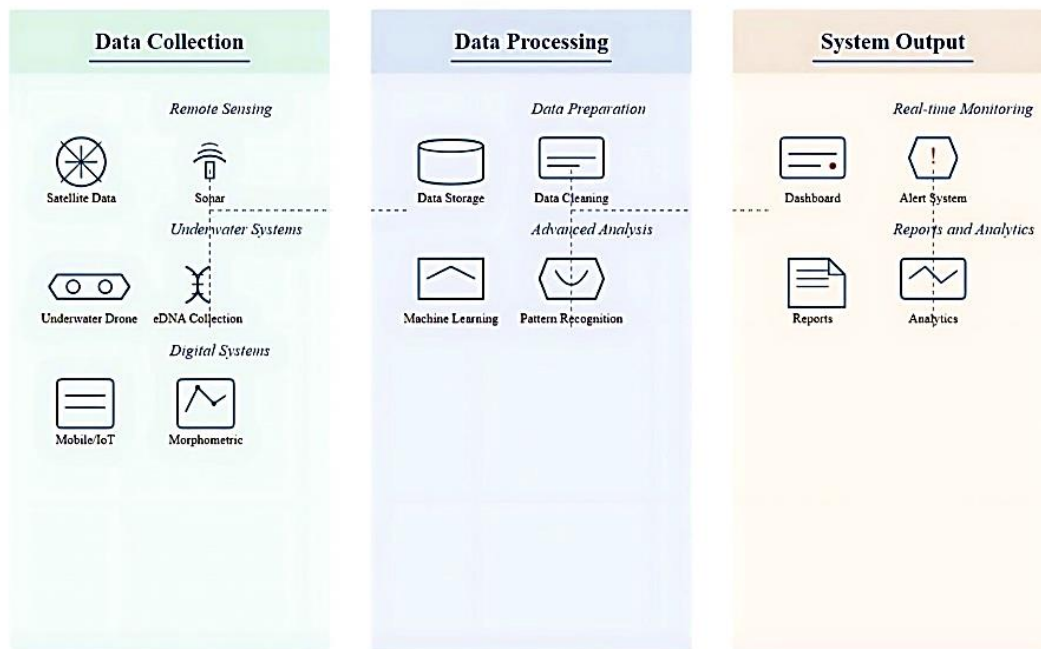 Data Collection
Remote Sensing
Satellite Data
Sonar
Underwater Systems
Underwater Drone
eDNA Collection
Digital Systems
Mobile/IoT
Morphometric
Data Processing
Data Preparation
Data Storage
Data Cleaning
Advanced Analysis
Machine Learning
Pattern Recognition
System Output
Real-time Monitoring
!
Dashboard
Alert System
Reports and Analytics
Reports
Analytics